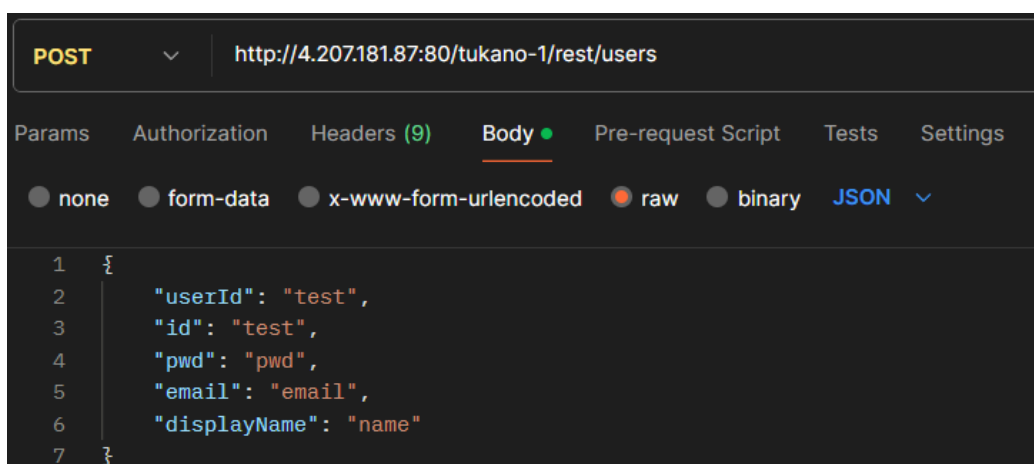 POST http://4.207.181.87:80/tukano-1/rest/users
Params Authorization Headers (9) Body Pre-request Script Tests Settings
none form-data x-www-form-urlencoded raw binary JSON
1 {
2 "userId": "test",
3 "id": "test",
4 "pwd": "pwd",
5 "email": "email",
6 "displayName": "name"
7 }